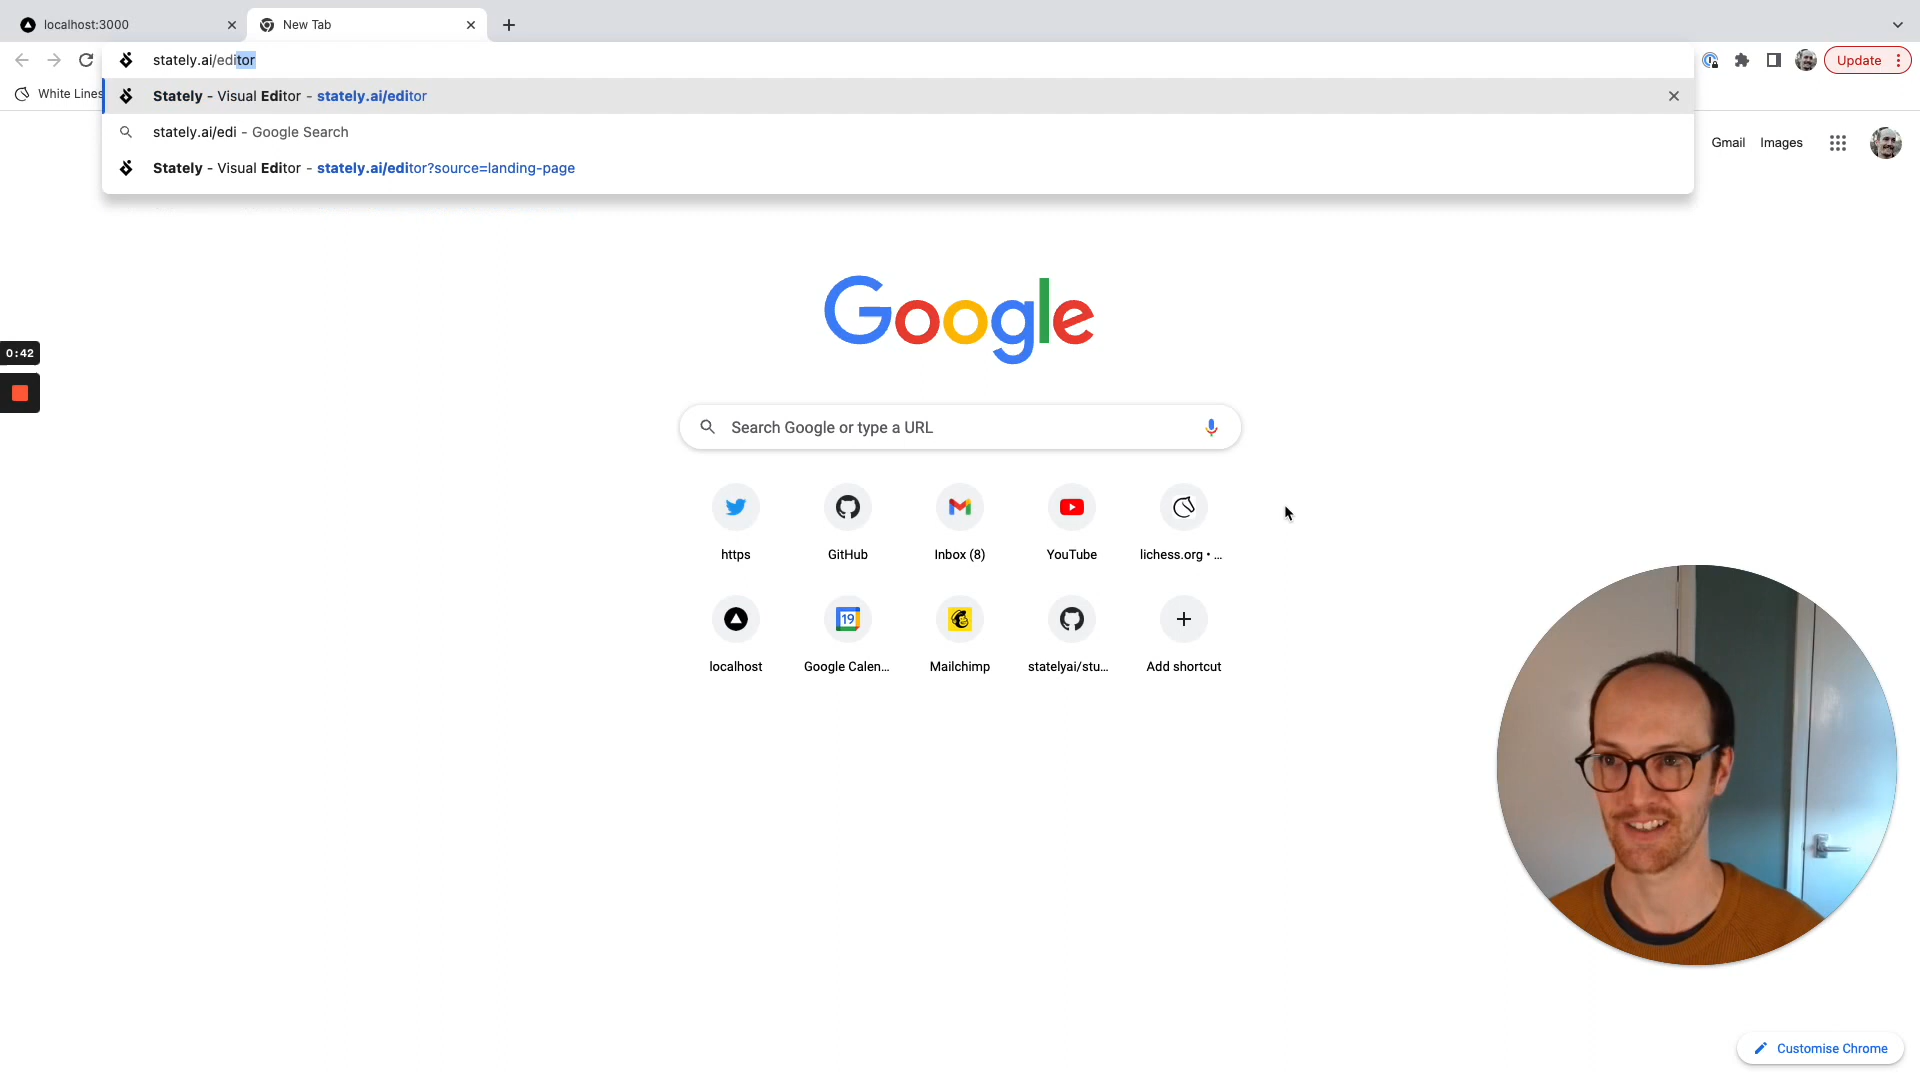 localhost:3000
New Tab
stately.ai/editor
Update
White Lines
Stately - Visual Editor - stately.ai/editor
stately.ai/edi - Google Search
Stately - Visual Editor - stately.ai/editor?source=landing-page
Gmail
Images
Google
0:42
Search Google or type a URL
https
GitHub
Inbox (8)
YouTube
lichess.org • ...
19
localhost
Google Calen...
Mailchimp
statelyai/stu...
Add shortcut
Customise Chrome